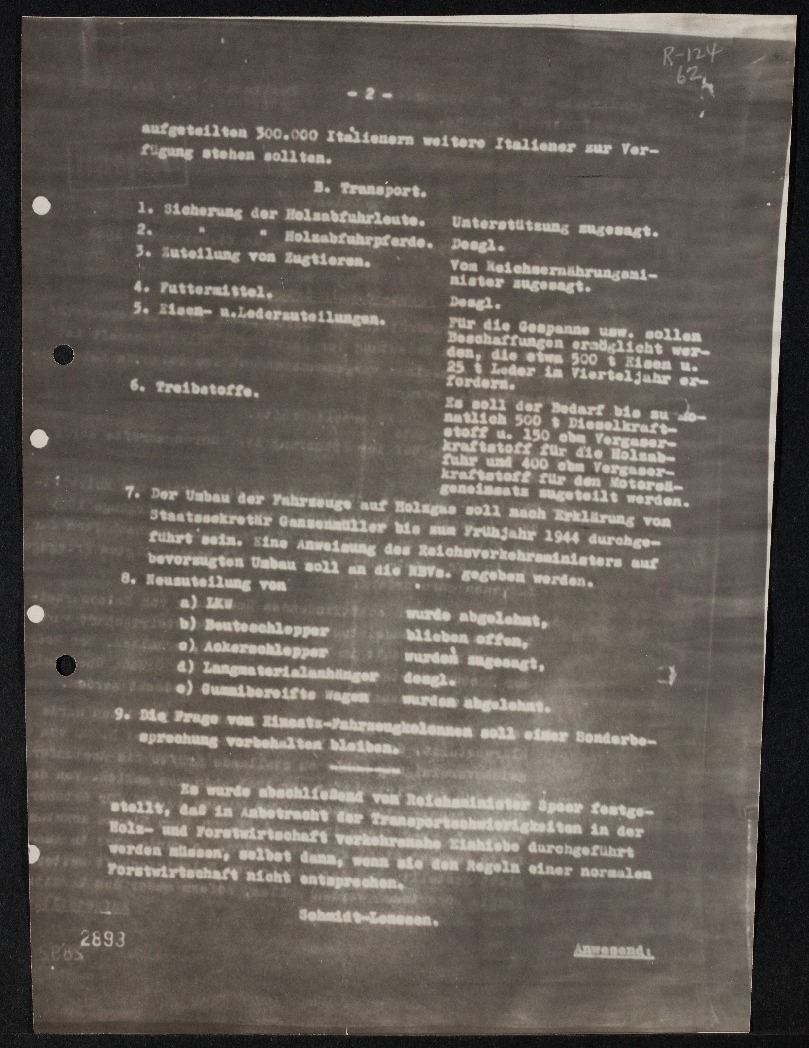 R-124
62
- 2 -
aufgeteilten 300.000 Italienern weitere Italiener zur Ver-
fügung stehen sollten.
B. Transport.
1. Sicherung der Holzabfuhrleute. Unterstützung zugesagt.
2. " " Holzabfuhrpferde. Desgl.
3. Zuteilung von Zugtieren. Vom Reichsernährungsmi-
nister zugesagt.
4. Futtermittel. Desgl.
5. Eisen- u.Lederzuteilungen. Für die Gespanne usw. sollen
Beschaffungen ermöglicht wer-
den, die etwa 500 t Eisen u.
25 t Leder im Vierteljahr er-
fordern.
6. Treibstoffe. Es soll der Bedarf bis zu mo-
natlich 500 t Dieselkraft-
stoff u. 150 cbm Vergaser-
kraftstoff für die Holzab-
fuhr und 400 cbm Vergaser-
kraftstoff für den Motorsä-
geneinsatz zugeteilt werden.
7. Der Umbau der Fahrzeuge auf Holzgas soll nach Erklärung von
Staatssekretär Ganzenmüller bis zum Frühjahr 1944 durchge-
führt sein. Eine Anweisung des Reichsverkehrsministers auf
bevorzugten Umbau soll an die NBVs. gegeben werden.
8. Neuzuteilung von
a) LKW wurde abgelehnt,
b) Beuteschlepper blieben offen,
c) Ackerschlepper wurden zugesagt,
d) Langmaterialanhänger desgl.
e) Gummibereifte Wagen wurden abgelehnt.
9. Die Frage von Einsatz-Fahrzeugkolonnen soll einer Sonderbe-
sprechung vorbehalten bleiben.
Es wurde abschließend von Reichsminister Speer festge-
stellt, daß in Anbetracht der Transportschwierigkeiten in der
Holz- und Forstwirtschaft verkehrsnahe Einhiebe durchgeführt
werden müssen, selbst dann, wenn sie den Regeln einer normalen
Forstwirtschaft nicht entsprechen.
Schmidt-Lenssen.
2893
Anwesend: